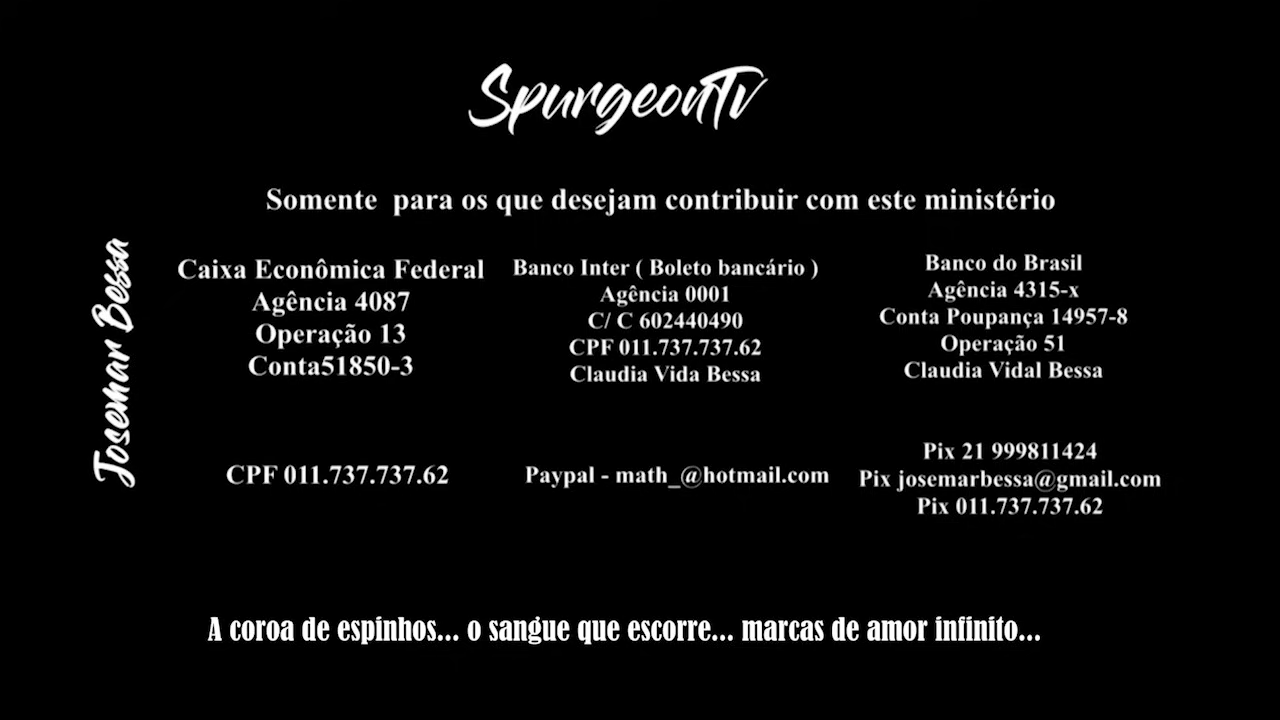 SpurgeonTv
Somente para os que desejam contribuir com este ministério
Josemar Bessa
Caixa Econômica Federal
Agência 4087
Operação 13
Conta51850-3
CPF 011.737.737.62
Banco Inter ( Boleto bancário )
Agência 0001
C/ C 602440490
CPF 011.737.737.62
Claudia Vida Bessa
Paypal - math_@hotmail.com
Banco do Brasil
Agência 4315-x
Conta Poupança 14957-8
Operação 51
Claudia Vidal Bessa
Pix 21 999811424
Pix josemarbessa@gmail.com
Pix 011.737.737.62
A coroa de espinhos... o sangue que escorre... marcas de amor infinito...